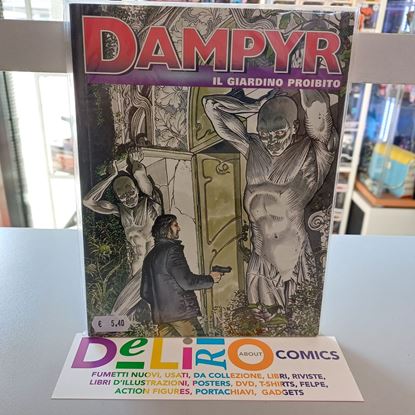 DAMPYR
IL GIARDINO PROIBITO
€ 5,40
DeLiRiO ABOUT COMICS
FUMETTI NUOVI, USATI, DA COLLEZIONE, LIBRI, RIVISTE,
LIBRI D'ILLUSTRAZIONI, POSTERS, DVD, T-SHIRTS, FELPE,
ACTION FIGURES, PORTACHIAVI, GADGETS